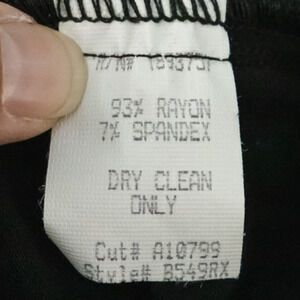 93% RAYON
7% SPANDEX
DRY CLEAN
ONLY
Cut# A10799
Style# B549RX